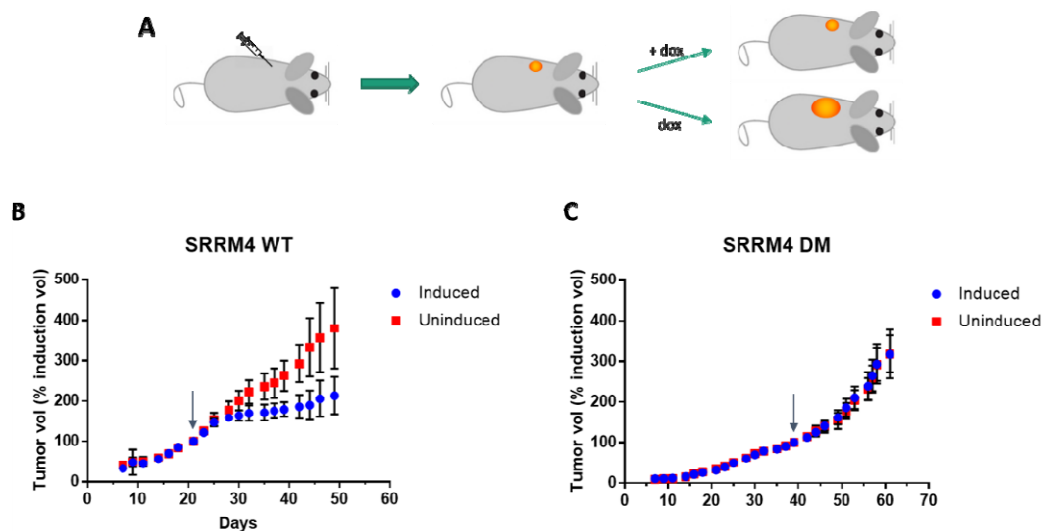 A
+ dox
dox
B
SRRM4 WT
Tumor vol (% induction vol)
500
400
300
200
100
0
0 10 20 30 40 50 60
Days
Induced
Uninduced
C
SRRM4 DM
Tumor vol (% induction vol)
500
400
300
200
100
0
0 10 20 30 40 50 60 70
Induced
Uninduced